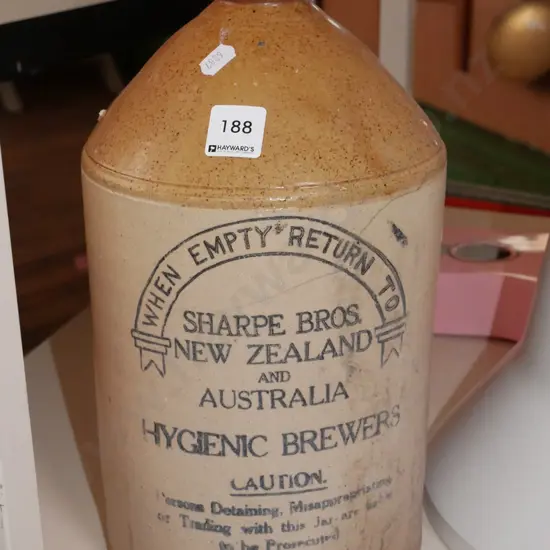 188
HAYWARD'S
WHEN EMPTY RETURN TO
SHARPE BROS.
NEW ZEALAND
AND
AUSTRALIA
HYGIENIC BREWERS
CAUTION.
Persons Detaining, Misappropriating
or Trading with this Jar are liable
to be Prosecuted